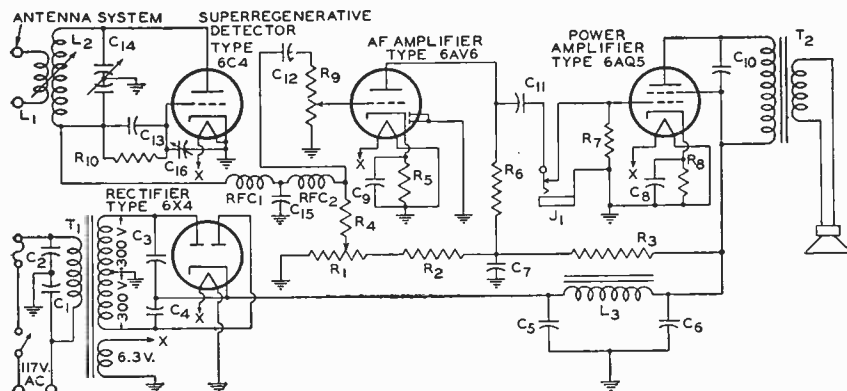 ANTENNA SYSTEM
SUPERREGENERATIVE
DETECTOR
TYPE
6C4
AF AMPLIFIER
TYPE 6AV6
POWER
AMPLIFIER
TYPE 6AQ5
T2
L2
C14
L1
C13
C16
R10
X
C12
R9
X
C9
R5
C11
R6
J1
R7
X
C8
R8
C10
RFC1
C15
RFC2
R4
R1
R2
C7
R3
RECTIFIER
TYPE 6X4
T1
C2
C1
300 V
300 V
C3
C4
X
X
6.3V.
117V.
AC
C5
L3
C6